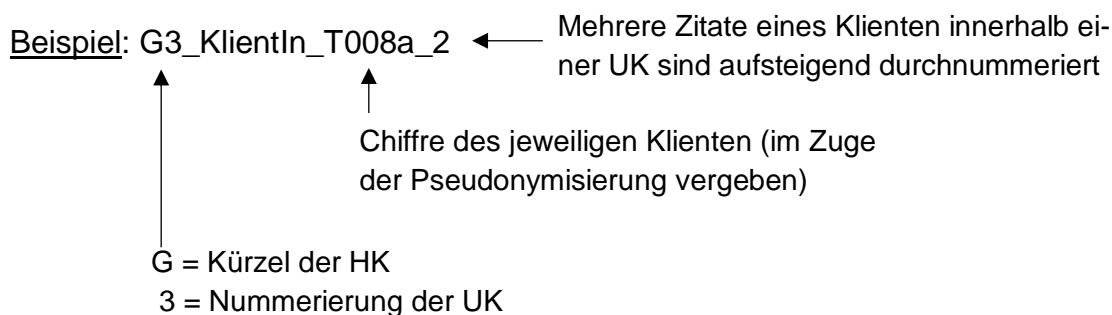 Beispiel: G3_KlientIn_T008a_2
Mehrere Zitate eines Klienten innerhalb ei-
ner UK sind aufsteigend durchnummeriert
Chiffre des jeweiligen Klienten (im Zuge
der Pseudonymisierung vergeben)
G = Kürzel der HK
3 = Nummerierung der UK